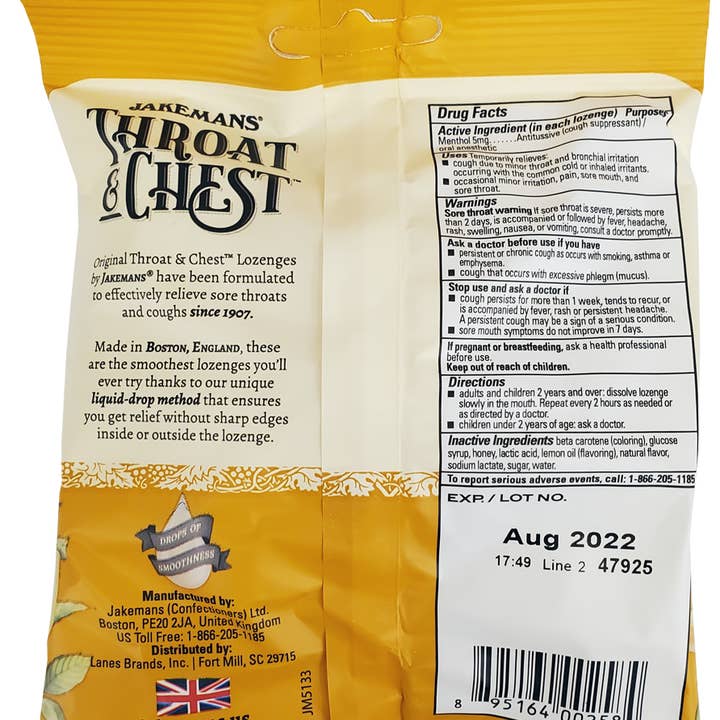 JAKEMANS®
THROAT
& CHEST™
Original Throat & Chest™ Lozenges
by JAKEMANS® have been formulated
to effectively relieve sore throats
and coughs since 1907.
Made in BOSTON, ENGLAND, these
are the smoothest lozenges you'll
ever try thanks to our unique
liquid-drop method that ensures
you get relief without sharp edges
inside or outside the lozenge.
DROPS OF
SMOOTHNESS
Manufactured by:
Jakemans (Confectioners) Ltd.
Boston, PE20 2JA, United Kingdom
US Toll Free: 1-866-205-1185
Distributed by:
Lanes Brands, Inc. | Fort Mill, SC 29715
JM5133
Drug Facts
Active Ingredient (in each lozenge) Purpose
Menthol 5mg.......Antitussive (cough suppressant) /
oral anesthetic
Uses Temporarily relieves:
■ cough due to minor throat and bronchial irritation
occurring with the common cold or inhaled irritants.
■ occasional minor irritation, pain, sore mouth, and
sore throat.
Warnings
Sore throat warning If sore throat is severe, persists more
than 2 days, is accompanied or followed by fever, headache,
rash, swelling, nausea, or vomiting, consult a doctor promptly.
Ask a doctor before use if you have
■ persistent or chronic cough as occurs with smoking, asthma or
emphysema.
■ cough that occurs with excessive phlegm (mucus).
Stop use and ask a doctor if
■ cough persists for more than 1 week, tends to recur, or
is accompanied by fever, rash or persistent headache.
A persistent cough may be a sign of a serious condition.
■ sore mouth symptoms do not improve in 7 days.
If pregnant or breastfeeding, ask a health professional
before use.
Keep out of reach of children.
Directions
■ adults and children 2 years and over: dissolve lozenge
slowly in the mouth. Repeat every 2 hours as needed or
as directed by a doctor.
■ children under 2 years of age: ask a doctor.
Inactive Ingredients beta carotene (coloring), glucose
syrup, honey, lactic acid, lemon oil (flavoring), natural flavor,
sodium lactate, sugar, water.
To report serious adverse events, call: 1-866-205-1185
EXP./ LOT NO.
Aug 2022
17:49 Line 2 47925
8 95164